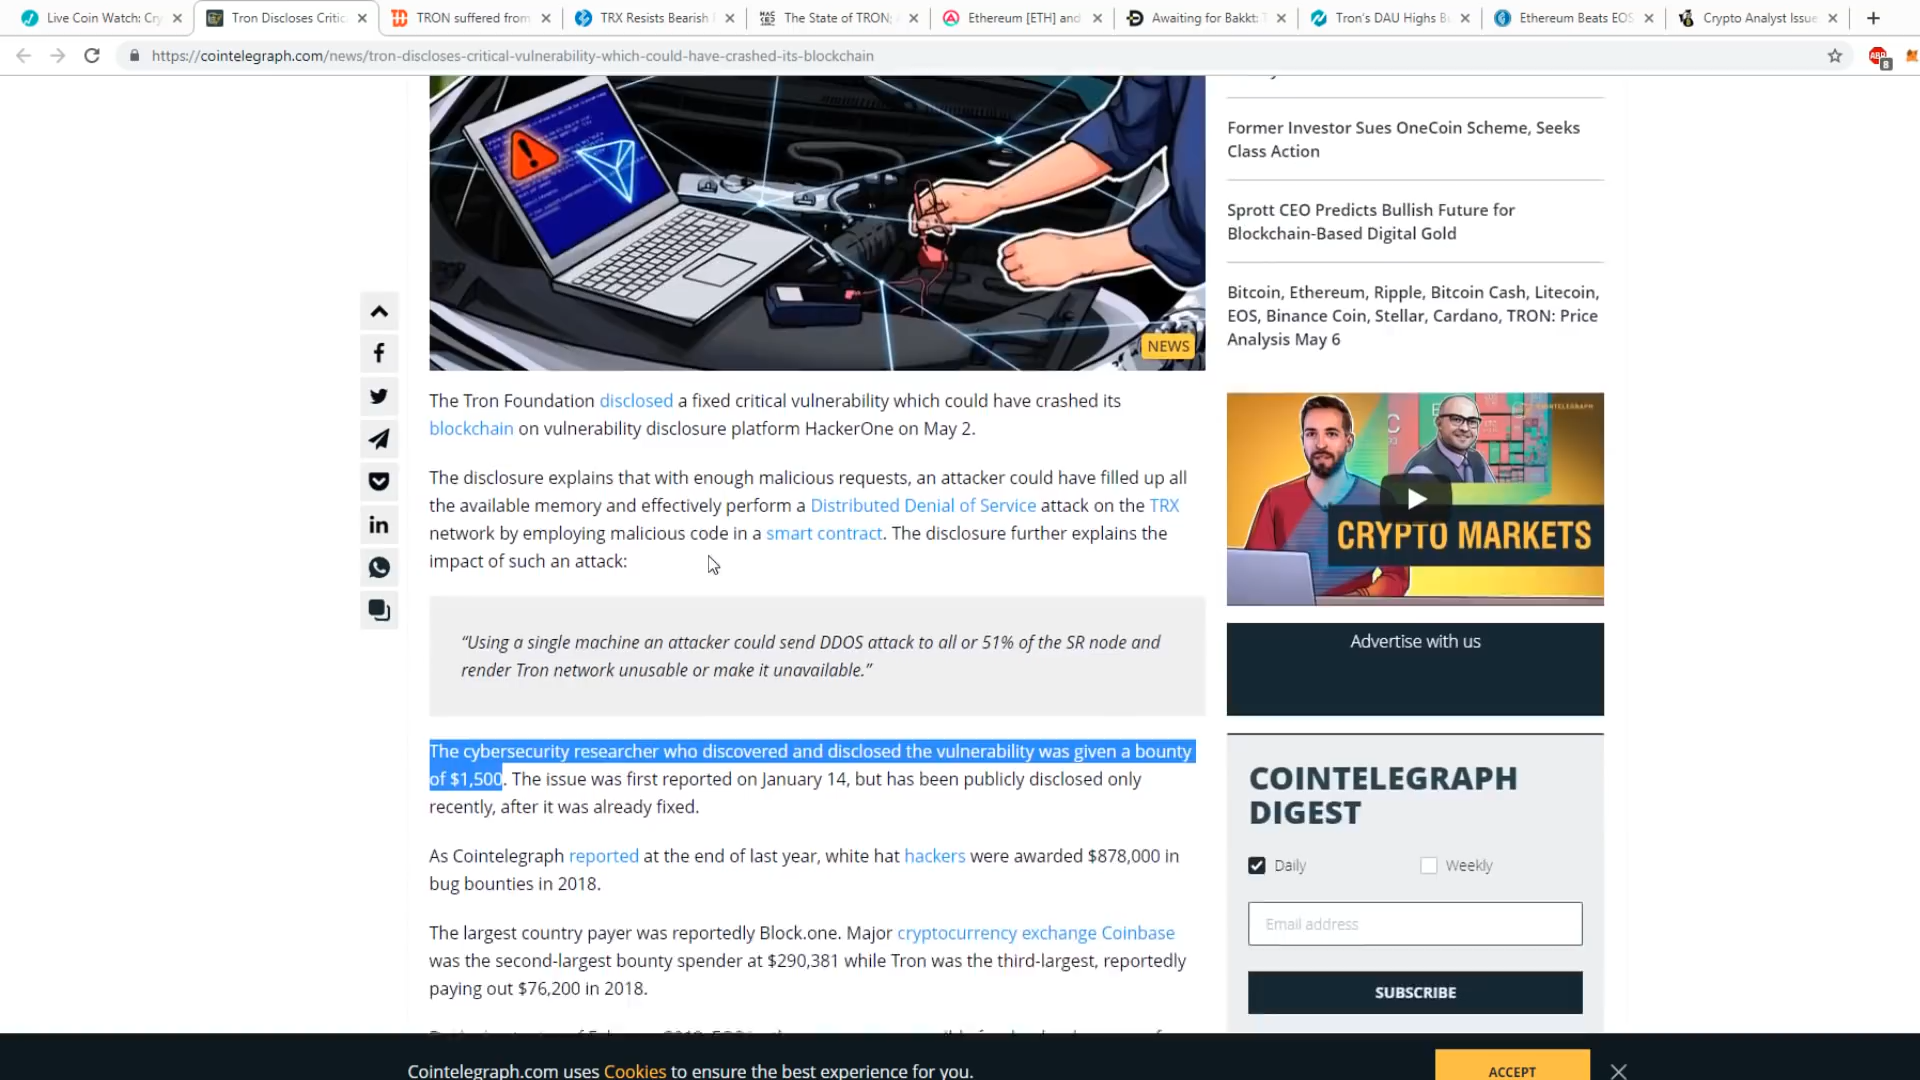 Live Coin Watch: Cry
Tron Discloses Critic
TRON suffered from
TRX Resists Bearish
The State of TRON:
Ethereum [ETH] and
Awaiting for Bakkt:
Tron's DAU Highs B
Ethereum Beats EOS
Crypto Analyst Issue
https://cointelegraph.com/news/tron-discloses-critical-vulnerability-which-could-have-crashed-its-blockchain
ABP
8
NEWS
The Tron Foundation disclosed a fixed critical vulnerability which could have crashed its
blockchain on vulnerability disclosure platform HackerOne on May 2.
The disclosure explains that with enough malicious requests, an attacker could have filled up all
the available memory and effectively perform a Distributed Denial of Service attack on the TRX
network by employing malicious code in a smart contract. The disclosure further explains the
impact of such an attack:
“Using a single machine an attacker could send DDOS attack to all or 51% of the SR node and
render Tron network unusable or make it unavailable.”
The cybersecurity researcher who discovered and disclosed the vulnerability was given a bounty
of $1,500. The issue was first reported on January 14, but has been publicly disclosed only
recently, after it was already fixed.
As Cointelegraph reported at the end of last year, white hat hackers were awarded $878,000 in
bug bounties in 2018.
The largest country payer was reportedly Block.one. Major cryptocurrency exchange Coinbase
was the second-largest bounty spender at $290,381 while Tron was the third-largest, reportedly
paying out $76,200 in 2018.
Former Investor Sues OneCoin Scheme, Seeks
Class Action
Sprott CEO Predicts Bullish Future for
Blockchain-Based Digital Gold
Bitcoin, Ethereum, Ripple, Bitcoin Cash, Litecoin,
EOS, Binance Coin, Stellar, Cardano, TRON: Price
Analysis May 6
COINTELEGRAPH
CRYPTO MARKETS
Advertise with us
COINTELEGRAPH
DIGEST
Daily
Weekly
Email address
SUBSCRIBE
Cointelegraph.com uses Cookies to ensure the best experience for you.
ACCEPT